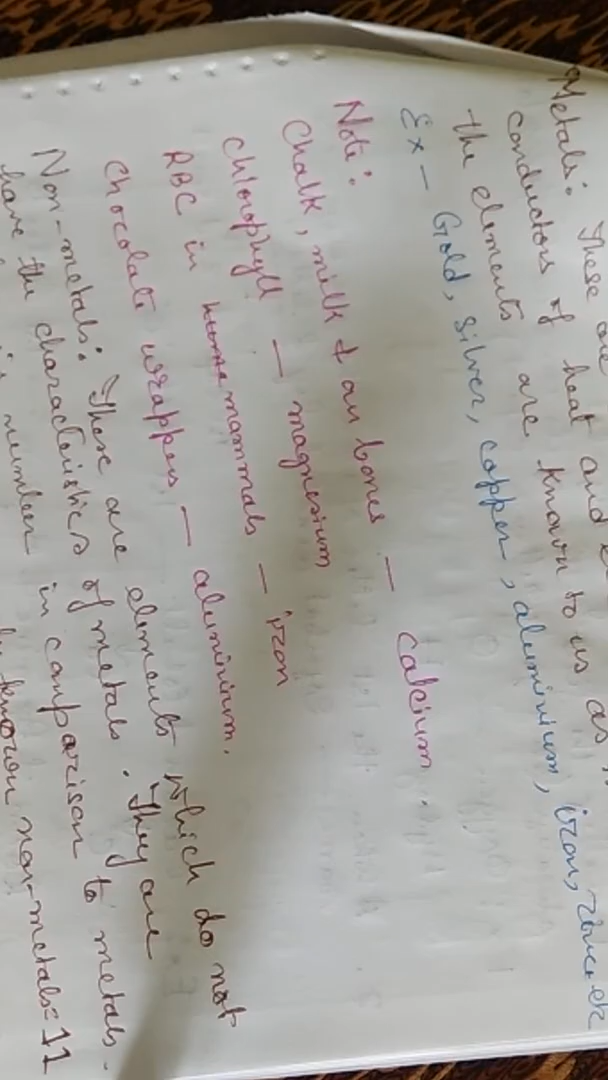 Metals: These are
conductors of heat and
the elements are known to us as
Ex - Gold, silver, copper, aluminium, iron, zinc etc
Note:
Chalk, milk & our bones - calcium.
Chlorophyll - magnesium
RBC in mammals - iron
Chocolate wrappers - aluminium.
Non-metals: These are elements which do not
have the characteristics of metals. They are
number in comparison to metals.
known non-metals = 11